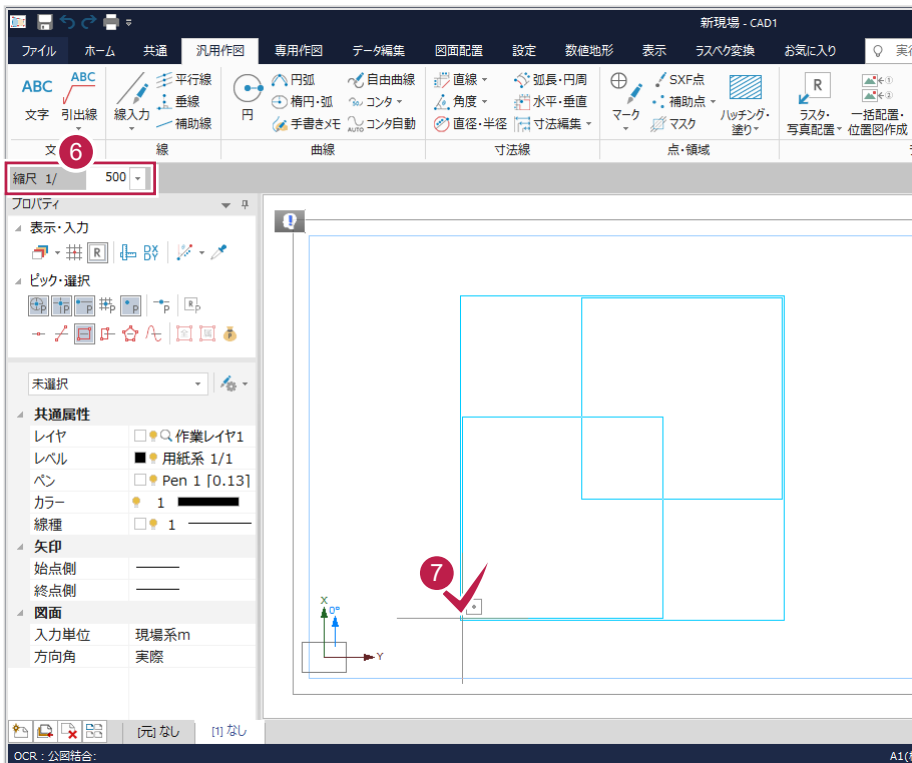 新現場 - CAD1
ファイル ホーム 共通 汎用作図 専用作図 データ編集 図面配置 設定 数値地形 表示 ラスベク変換 お気に入り
ABC 文字
ABC 引出線
線入力
平行線
垂線
補助線
円
円弧
楕円・弧
手書きメモ
自由曲線
コンタ
AUTO コンタ自動
直線
角度
直径・半径
弧長・円周
水平・垂直
寸法編集
マーク
SXF点
補助点
マスク
ハッチング・塗り
R
ラスタ・
写真配置
一括配置・
位置図作成
線 曲線 寸法線 点・領域
6
縮尺 1/ 500
プロパティ
表示・入力
R DX DY
ピック・選択
P P P P P P R P
未選択
共通属性
レイヤ 作業レイヤ1
レベル 用紙系 1/1
ペン Pen 1 [0.13]
カラー 1
線種 1
矢印
始点側
終点側
図面
入力単位 現場系m
方向角 実際
7
X 0°
Y
[元] なし [1] なし
OCR : 公図結合: